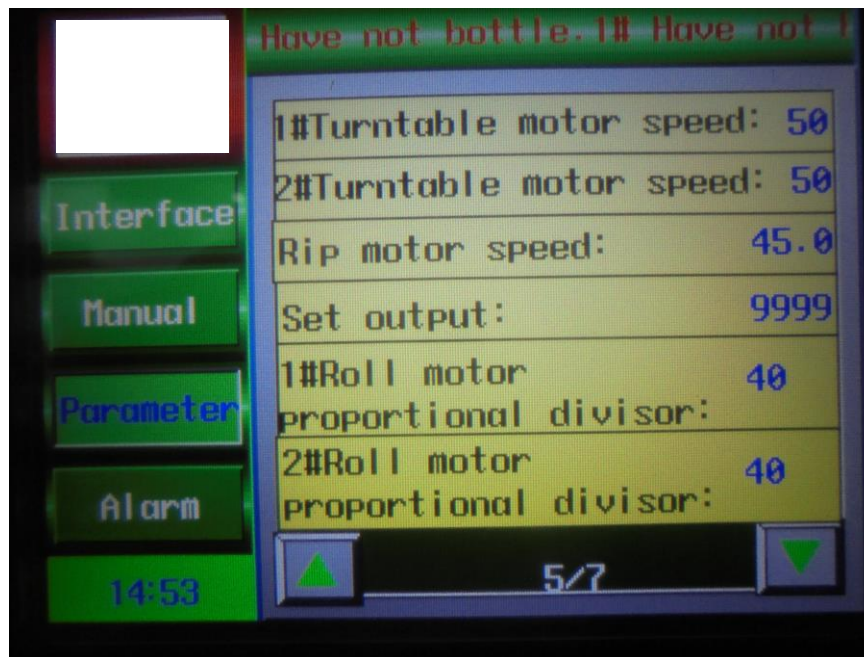 Have not bottle.1# Have not
1#Turntable motor speed: 50
2#Turntable motor speed: 50
Interface
Rip motor speed: 45.0
Manual
Set output: 9999
1#Roll motor
proportional divisor: 40
Parameter
2#Roll motor
proportional divisor: 40
Alarm
5/7
14:53